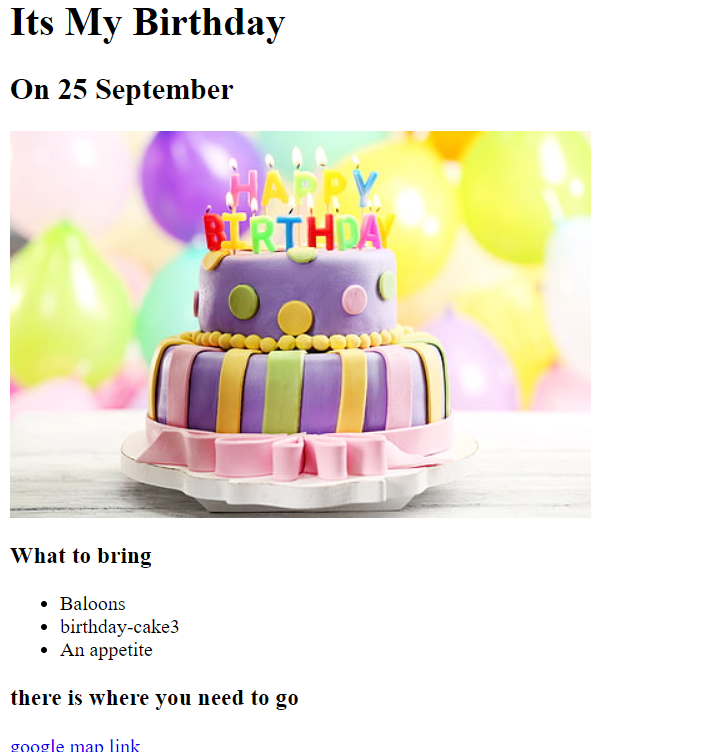 Its My Birthday
On 25 September
HAPPY
BIRTHDAY
What to bring
Baloons
birthday-cake3
An appetite
there is where you need to go
google map link